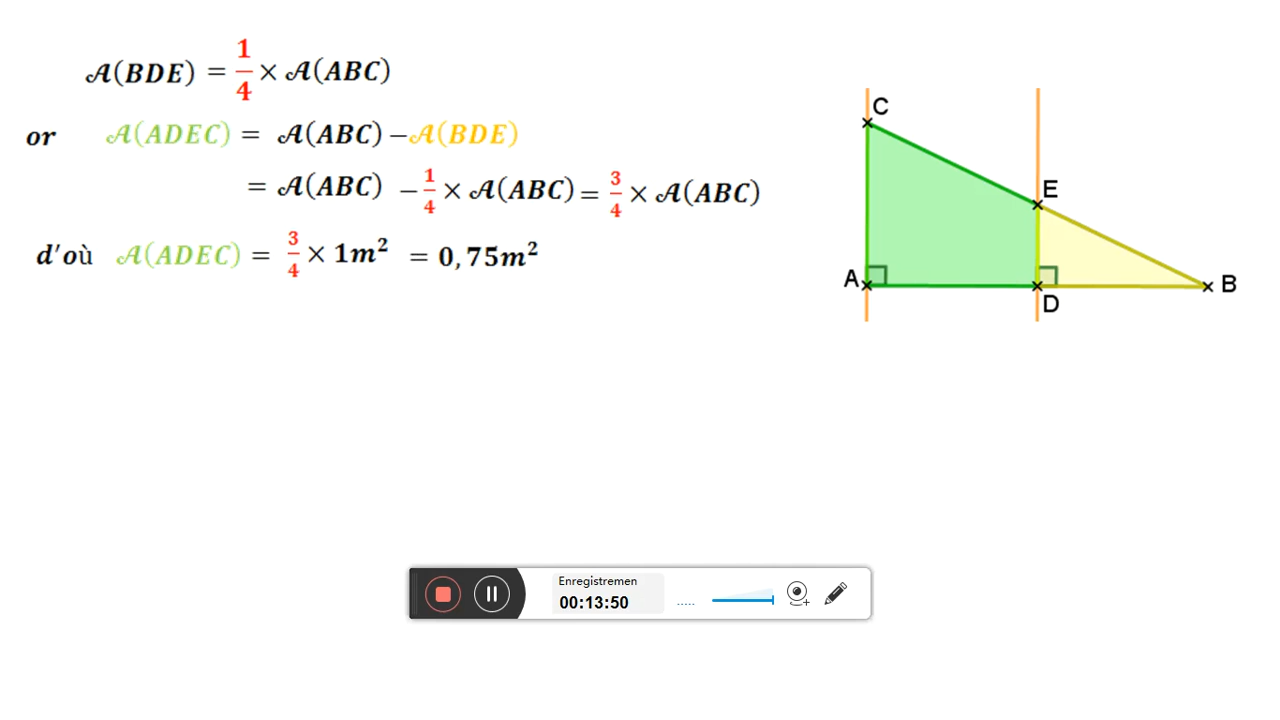 𝒜(BDE) = 1/4 × 𝒜(ABC)
or 𝒜(ADEC) = 𝒜(ABC) − 𝒜(BDE)
= 𝒜(ABC) − 1/4 × 𝒜(ABC) = 3/4 × 𝒜(ABC)
d'où 𝒜(ADEC) = 3/4 × 1m² = 0,75m²
C
E
A
B
D
Enregistremen
00:13:50